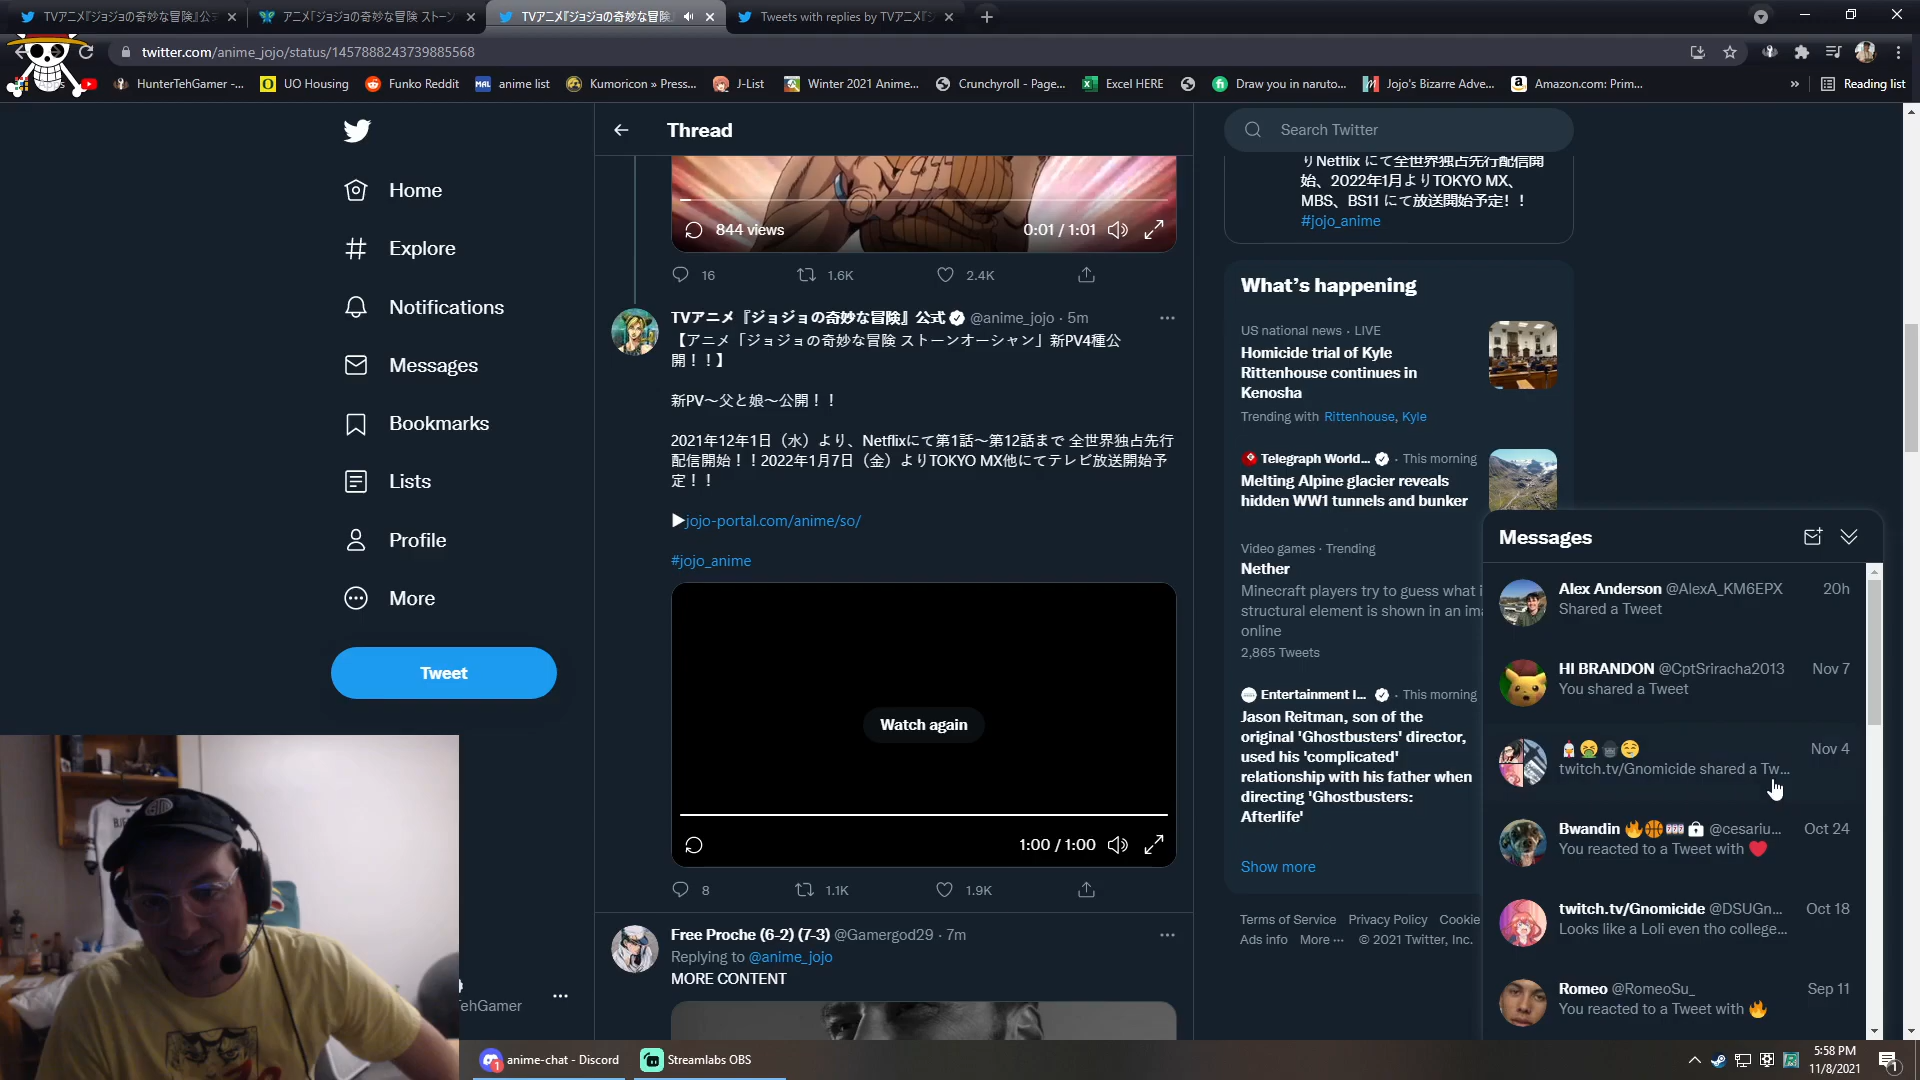 TVアニメ『ジョジョの奇妙な冒険』公式
アニメ「ジョジョの奇妙な冒険 ストーン
TVアニメ『ジョジョの奇妙な冒険
Tweets with replies by TVアニメ『ジ
twitter.com/anime_jojo/status/1457888243739885568
Apps
HunterTehGamer -...
UO Housing
Funko Reddit
MAL anime list
Kumoricon » Press...
J-List
Winter 2021 Anime...
Crunchyroll - Page...
Excel HERE
Draw you in naruto...
Jojo's Bizarre Adve...
Amazon.com: Prim...
»
Reading list
Home
Explore
Notifications
Messages
Bookmarks
Lists
Profile
More
Tweet
TehGamer
Thread
844 views
0:01 / 1:01
16 1.6K 2.4K
TVアニメ『ジョジョの奇妙な冒険』公式 @anime_jojo · 5m
【アニメ「ジョジョの奇妙な冒険 ストーンオーシャン」新PV4種公
開！！】
新PV～父と娘～公開！！
2021年12年1日（水）より、Netflixにて第1話～第12話まで 全世界独占先行
配信開始！！2022年1月7日（金）よりTOKYO MX他にてテレビ放送開始予
定！！
▶jojo-portal.com/anime/so/
#jojo_anime
Watch again
1:00 / 1:00
8 1.1K 1.9K
Free Proche (6-2) (7-3) @Gamergod29 · 7m
Replying to @anime_jojo
MORE CONTENT
Search Twitter
りNetflix にて全世界独占先行配信開
始、2022年1月よりTOKYO MX、
MBS、BS11 にて放送開始予定！！
#jojo_anime
What's happening
US national news · LIVE
Homicide trial of Kyle
Rittenhouse continues in
Kenosha
Trending with Rittenhouse, Kyle
Telegraph World... · This morning
Melting Alpine glacier reveals
hidden WW1 tunnels and bunker
Video games · Trending
Nether
Minecraft players try to guess what
structural element is shown in an im
online
2,865 Tweets
Entertainment I... · This morning
Jason Reitman, son of the
original 'Ghostbusters' director,
used his 'complicated'
relationship with his father when
directing 'Ghostbusters:
Afterlife'
Show more
Terms of Service Privacy Policy Cookie
Ads info More ··· © 2021 Twitter, Inc.
Messages
Alex Anderson @AlexA_KM6EPX 20h
Shared a Tweet
HI BRANDON @CptSriracha2013 Nov 7
You shared a Tweet
Nov 4
twitch.tv/Gnomicide shared a Tw...
Bwandin 🔥🏀 @cesariu... Oct 24
You reacted to a Tweet with ❤️
twitch.tv/Gnomicide @DSUGn... Oct 18
Looks like a Loli even tho college...
Romeo @RomeoSu_ Sep 11
You reacted to a Tweet with 🔥
anime-chat - Discord
Streamlabs OBS
5:58 PM
11/8/2021